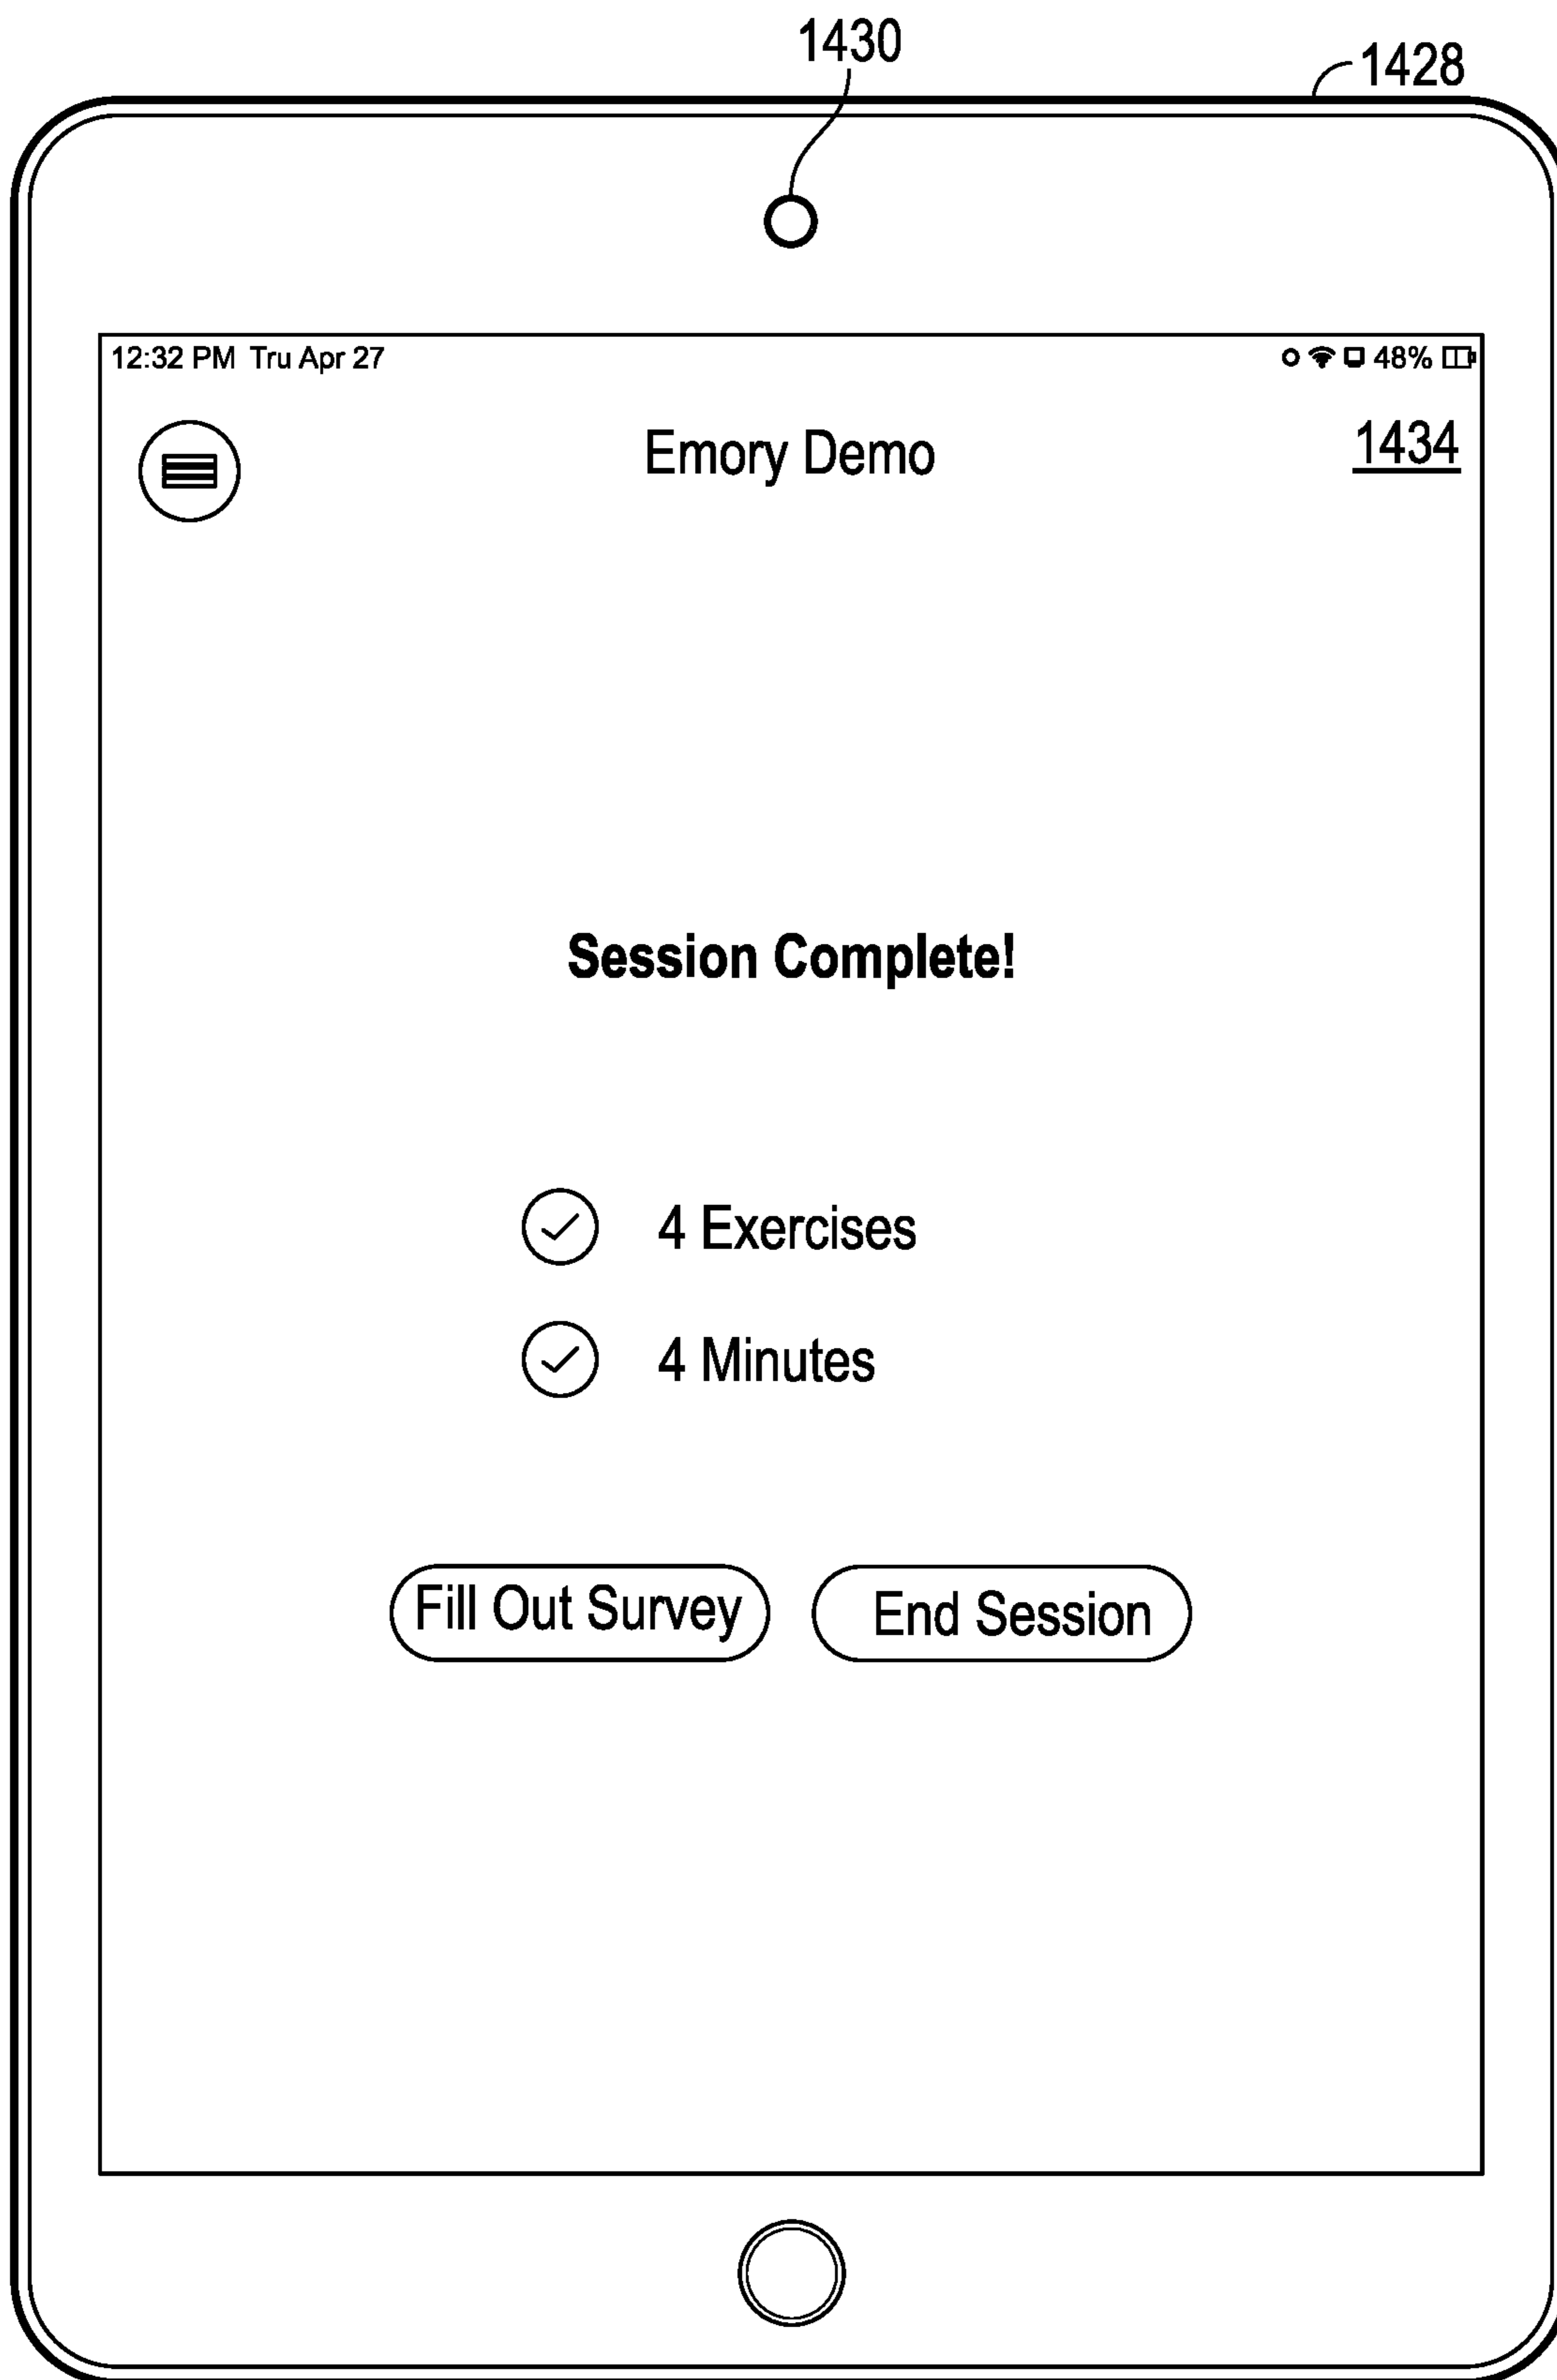 1430
1428
12:32 PM Tru Apr 27
48%
Emory Demo
1434
Session Complete!
4 Exercises
4 Minutes
Fill Out Survey
End Session